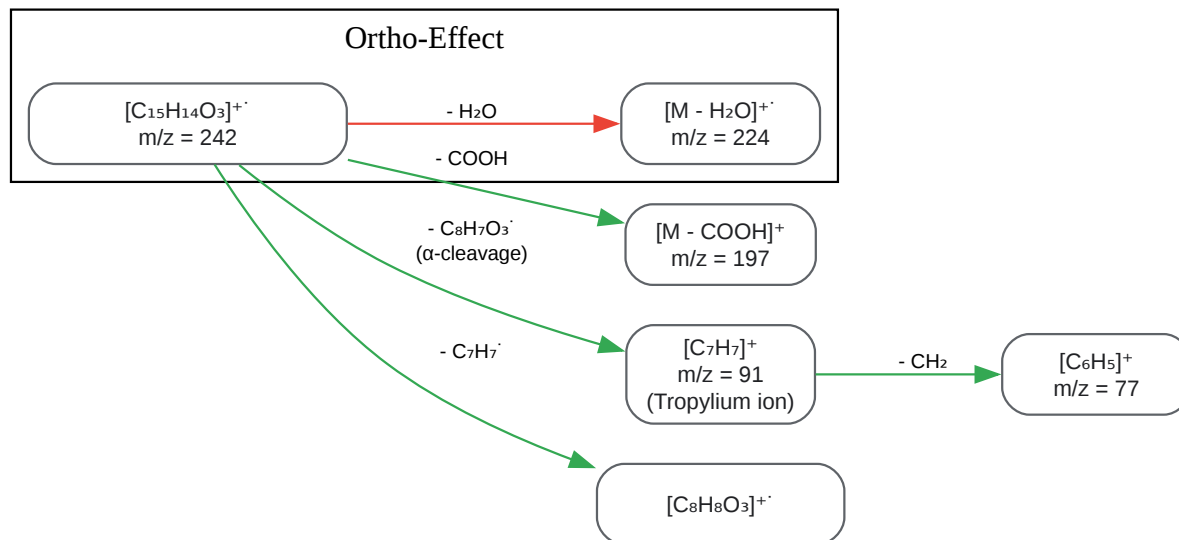 Ortho-Effect
[C₁₅H₁₄O₃]⁺˙
m/z = 242
- H₂O
[M - H₂O]⁺˙
m/z = 224
- COOH
[M - COOH]⁺
m/z = 197
- C₈H₇O₃˙
(α-cleavage)
[C₇H₇]⁺
m/z = 91
(Tropylium ion)
- CH₂
[C₆H₅]⁺
m/z = 77
- C₇H₇˙
[C₈H₈O₃]⁺˙